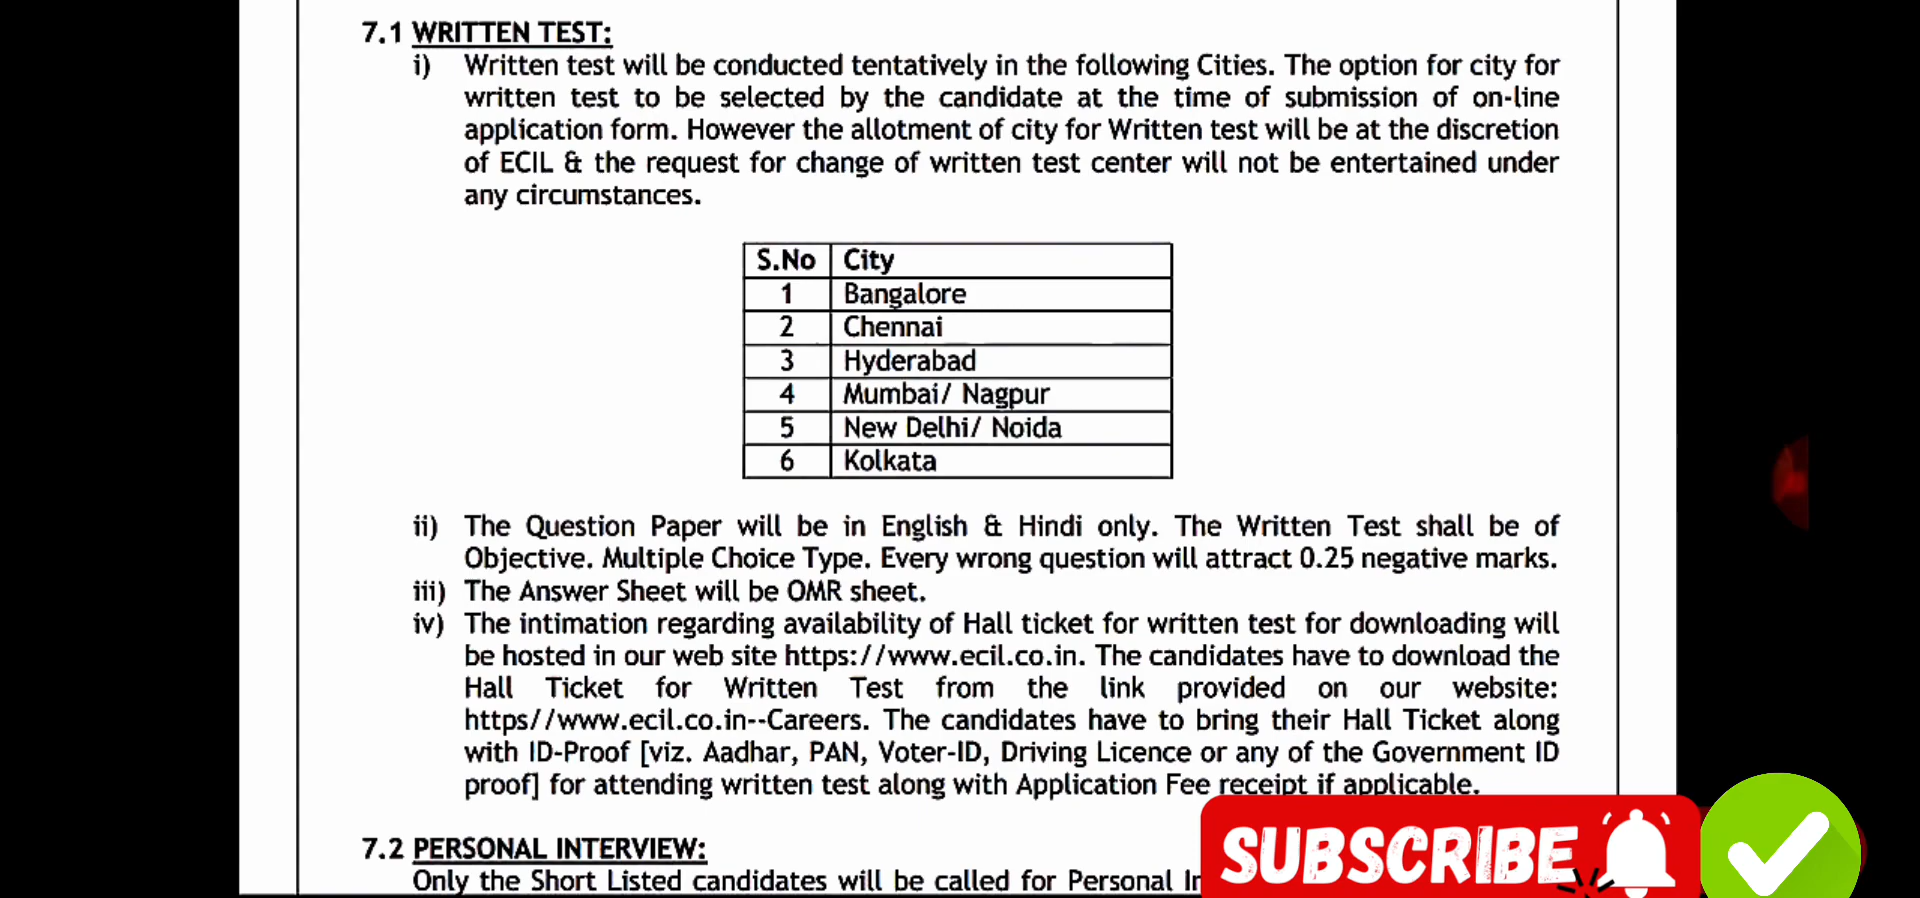 7.1 WRITTEN TEST:
i) Written test will be conducted tentatively in the following Cities. The option for city for
written test to be selected by the candidate at the time of submission of on-line
application form. However the allotment of city for Written test will be at the discretion
of ECIL & the request for change of written test center will not be entertained under
any circumstances.
S.No City
1 Bangalore
2 Chennai
3 Hyderabad
4 Mumbai/ Nagpur
5 New Delhi/ Noida
6 Kolkata
ii) The Question Paper will be in English & Hindi only. The Written Test shall be of
Objective. Multiple Choice Type. Every wrong question will attract 0.25 negative marks.
iii) The Answer Sheet will be OMR sheet.
iv) The intimation regarding availability of Hall ticket for written test for downloading will
be hosted in our web site https://www.ecil.co.in. The candidates have to download the
Hall Ticket for Written Test from the link provided on our website:
https//www.ecil.co.in--Careers. The candidates have to bring their Hall Ticket along
with ID-Proof [viz. Aadhar, PAN, Voter-ID, Driving Licence or any of the Government ID
proof] for attending written test along with Application Fee receipt if applicable.
7.2 PERSONAL INTERVIEW:
Only the Short Listed candidates will be called for Personal
SUBSCRIBE